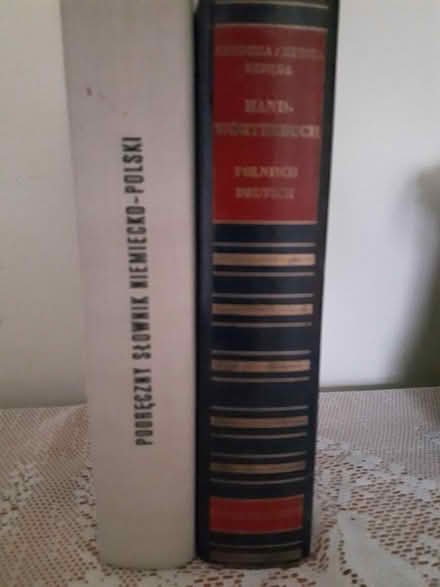 PODRĘCZNY SŁOWNIK NIEMIECKO-POLSKI
HAND-
WÖRTERBUCH
POLNISCH
DEUTSCH